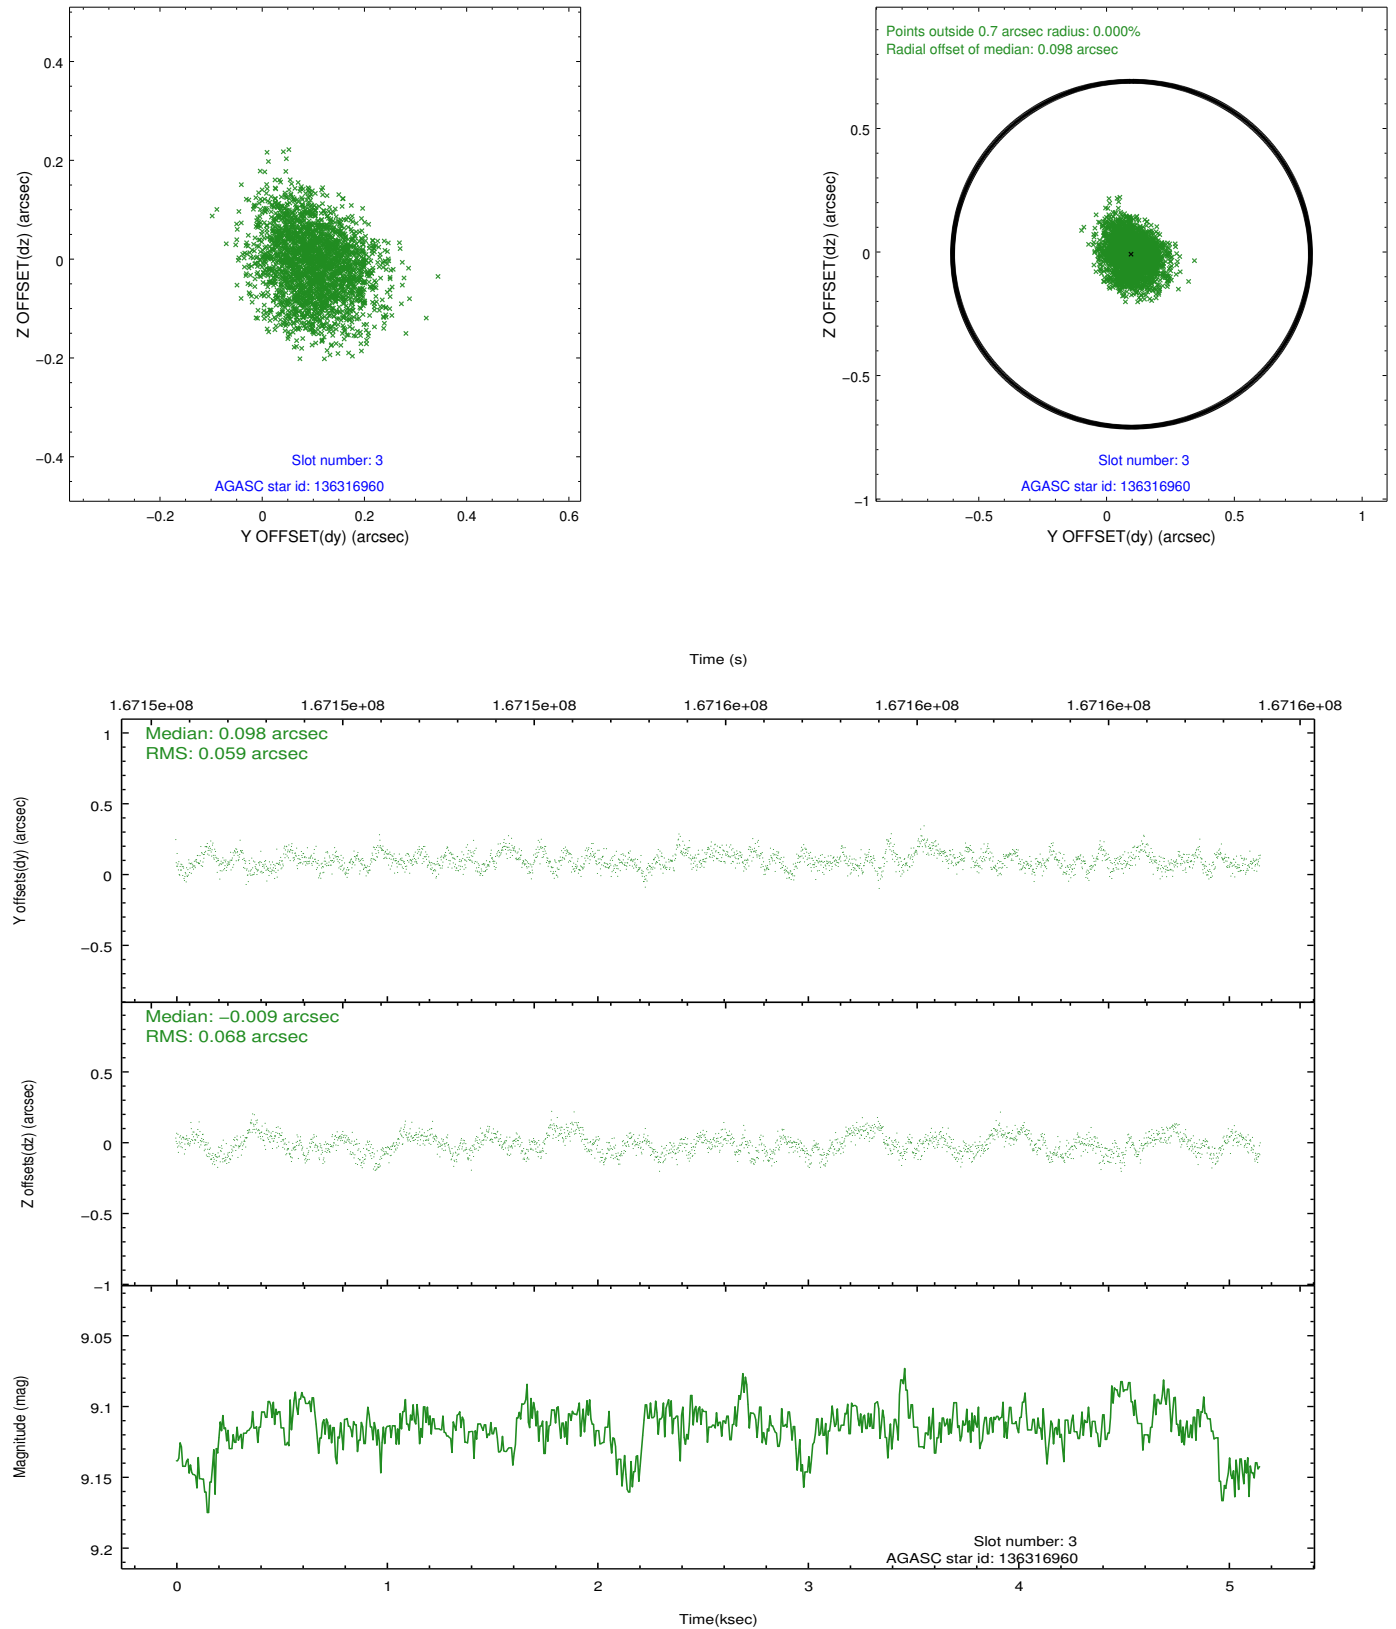 0.4
0.2
0
−0.2
−0.4
Z OFFSET(dz) (arcsec)
Slot number: 3
AGASC star id: 136316960
−0.2 0 0.2 0.4 0.6
Y OFFSET(dy) (arcsec)
Points outside 0.7 arcsec radius: 0.000%
Radial offset of median: 0.098 arcsec
0.5
0
−0.5
−1
Z OFFSET(dz) (arcsec)
Slot number: 3
AGASC star id: 136316960
−0.5 0 0.5 1
Y OFFSET(dy) (arcsec)
Time (s)
1.6715e+08 1.6715e+08 1.6715e+08 1.6716e+08 1.6716e+08 1.6716e+08 1.6716e+08
Median: 0.098 arcsec
RMS: 0.059 arcsec
1
0.5
0
−0.5
Y offsets(dy) (arcsec)
Median: −0.009 arcsec
RMS: 0.068 arcsec
0.5
0
−0.5
−1
Z offsets(dz) (arcsec)
9.05
9.1
9.15
9.2
Magnitude (mag)
Slot number: 3
AGASC star id: 136316960
0 1 2 3 4 5
Time(ksec)